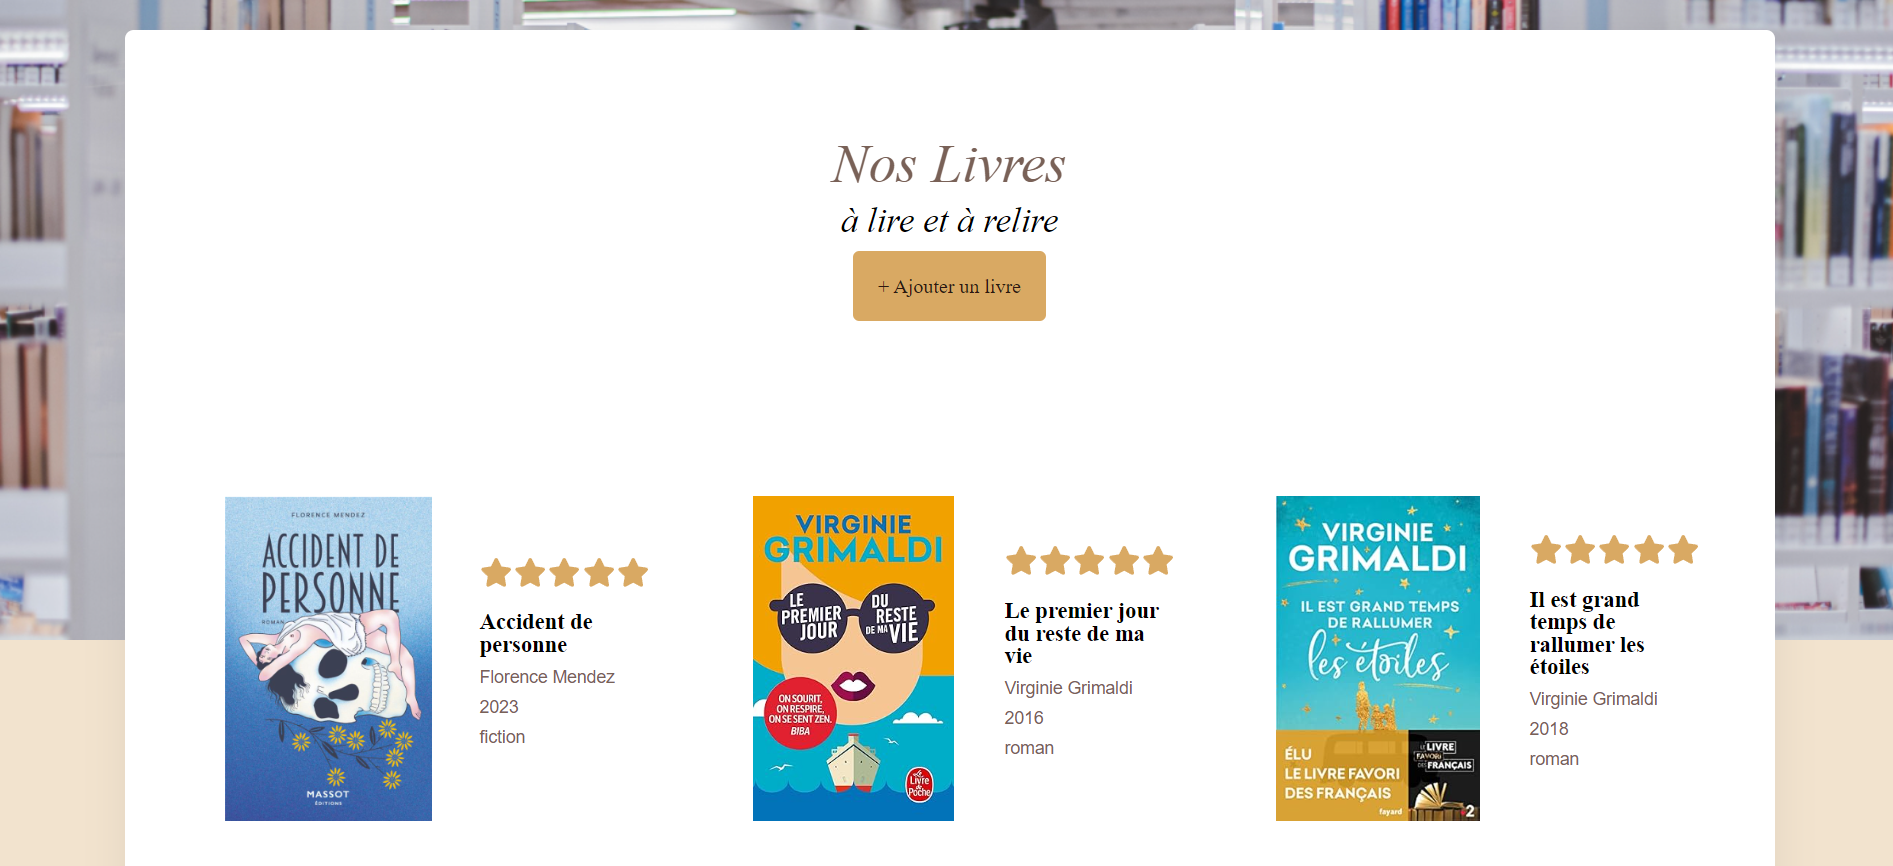 Nos Livres
à lire et à relire
+ Ajouter un livre
FLORENCE MENDEZ
ACCIDENT DE
PERSONNE
ROMAN
MASSOT
ÉDITIONS
Accident de
personne
Florence Mendez
2023
fiction
VIRGINIE
GRIMALDI
LE
PREMIER
JOUR
DU
RESTE
DE MA VIE
ON SOURIT,
ON RESPIRE,
ON SE SENT ZEN.
BIBA
Le
Livre
de
Poche
Le premier jour
du reste de ma
vie
Virginie Grimaldi
2016
roman
VIRGINIE
GRIMALDI
IL EST GRAND TEMPS
DE RALLUMER
les étoiles
ÉLU
LE LIVRE FAVORI
DES FRANÇAIS
fayard
LE LIVRE
FAVORI
DES FRANÇAIS
2
Il est grand
temps de
rallumer les
étoiles
Virginie Grimaldi
2018
roman